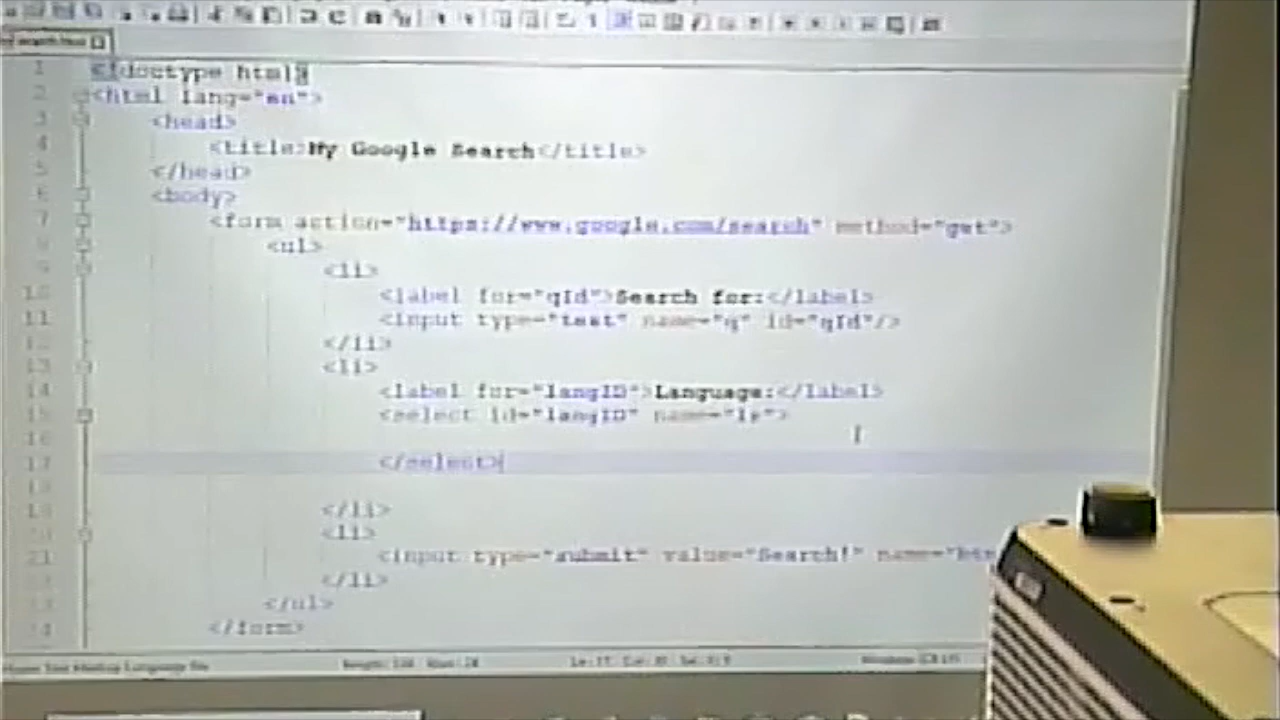 <!doctype html>
<html lang="en">
<head>
<title>My Google Search</title>
</head>
<body>
<form action="https://www.google.com/search" method="get">
<ul>
<li>
<label for="qId">Search for:</label>
<input type="text" name="q" id="qId"/>
</li>
<li>
<label for="langID">Language:</label>
<select id="langID" name="lr">
</select>
</li>
<li>
<input type="submit" value="Search!" name="btn
</li>
</ul>
</form>